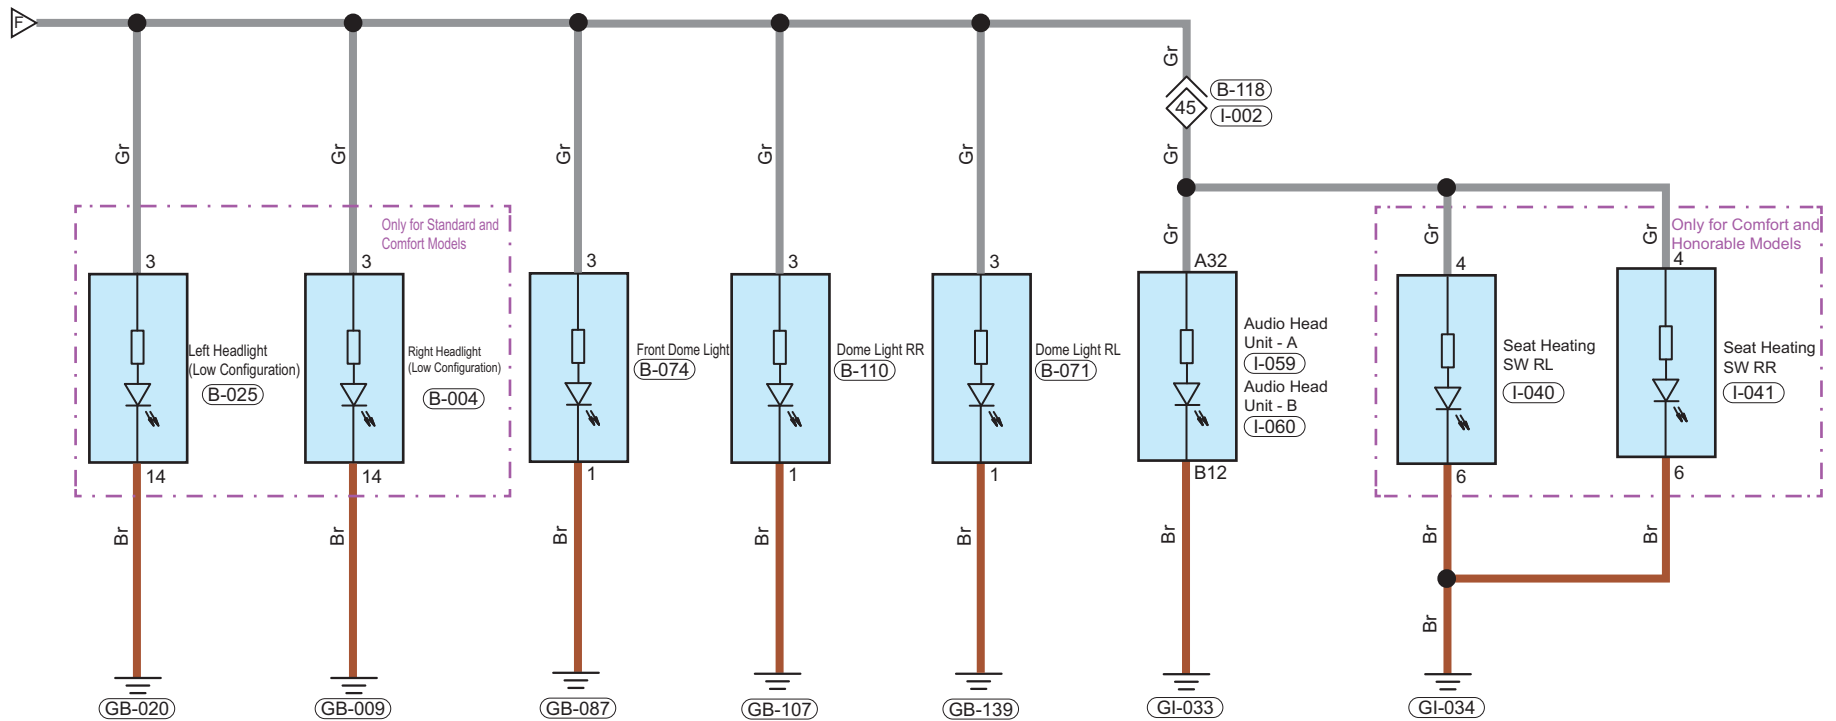 F
Gr
B-118
45
I-002
Gr
Gr
Gr
Gr
Gr
Gr
Only for Standard and
Comfort Models
Gr
Gr
Gr
Only for Comfort and
Honorable Models
3
3
3
3
3
A32
4
4
Left Headlight
(Low Configuration)
B-025
Right Headlight
(Low Configuration)
B-004
Front Dome Light
B-074
Dome Light RR
B-110
Dome Light RL
B-071
Audio Head
Unit - A
I-059
Audio Head
Unit - B
I-060
Seat Heating
SW RL
I-040
Seat Heating
SW RR
I-041
14
14
1
1
1
B12
6
6
Br
Br
Br
Br
Br
Br
Br
Br
Br
GB-020
GB-009
GB-087
GB-107
GB-139
GI-033
GI-034